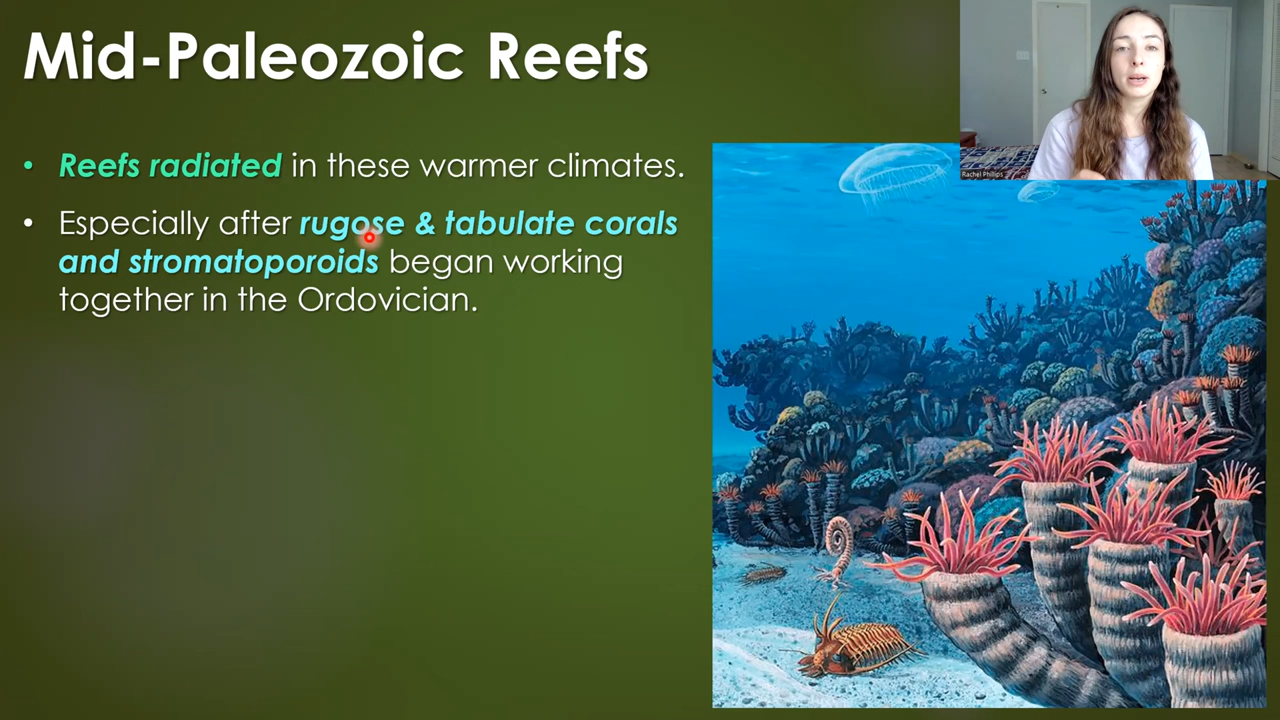 Mid-Paleozoic Reefs
Rachel Phillips
• Reefs radiated in these warmer climates.
• Especially after rugose & tabulate corals
and stromatoporoids began working
together in the Ordovician.